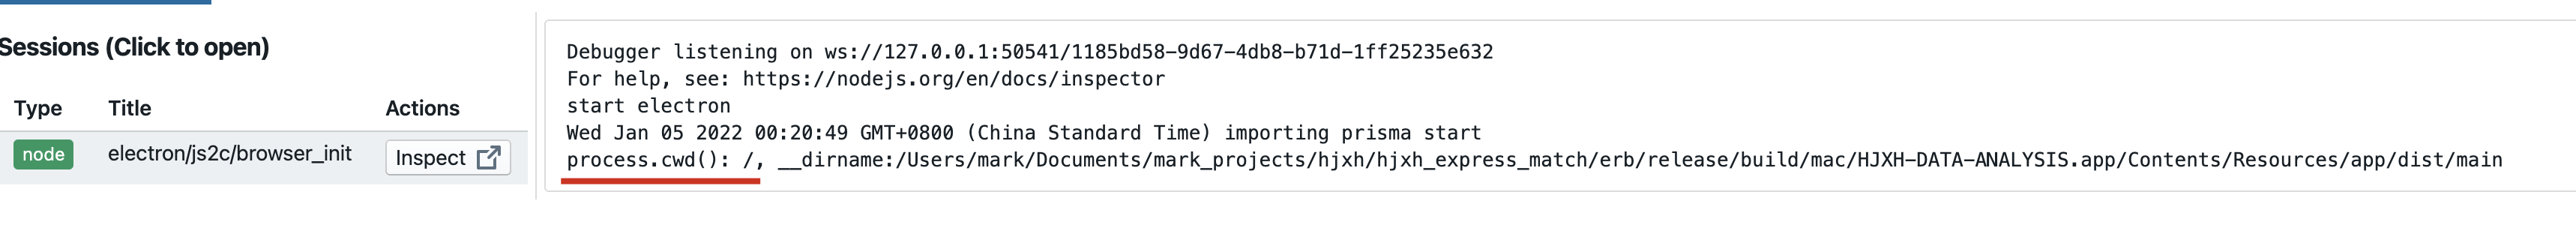 Sessions (Click to open)
Type Title Actions
node electron/js2c/browser_init Inspect
Debugger listening on ws://127.0.0.1:50541/1185bd58-9d67-4db8-b71d-1ff25235e632
For help, see: https://nodejs.org/en/docs/inspector
start electron
Wed Jan 05 2022 00:20:49 GMT+0800 (China Standard Time) importing prisma start
process.cwd(): /, __dirname:/Users/mark/Documents/mark_projects/hjxh/hjxh_express_match/erb/release/build/mac/HJXH-DATA-ANALYSIS.app/Contents/Resources/app/dist/main